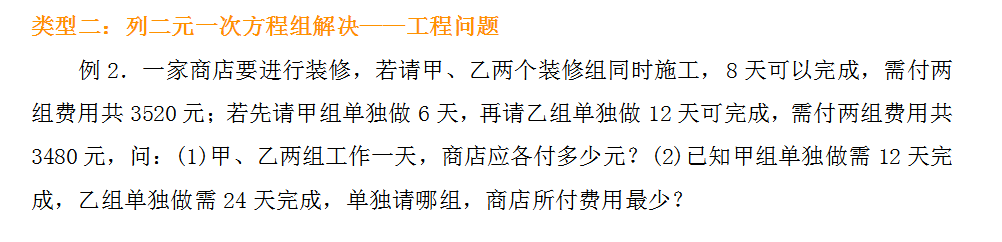 类型二：列二元一次方程组解决——工程问题
例 2．一家商店要进行装修，若请甲、乙两个装修组同时施工，8 天可以完成，需付两
组费用共 3520 元；若先请甲组单独做 6 天，再请乙组单独做 12 天可完成，需付两组费用共
3480 元，问：(1)甲、乙两组工作一天，商店应各付多少元？(2)已知甲组单独做需 12 天完
成，乙组单独做需 24 天完成，单独请哪组，商店所付费用最少？